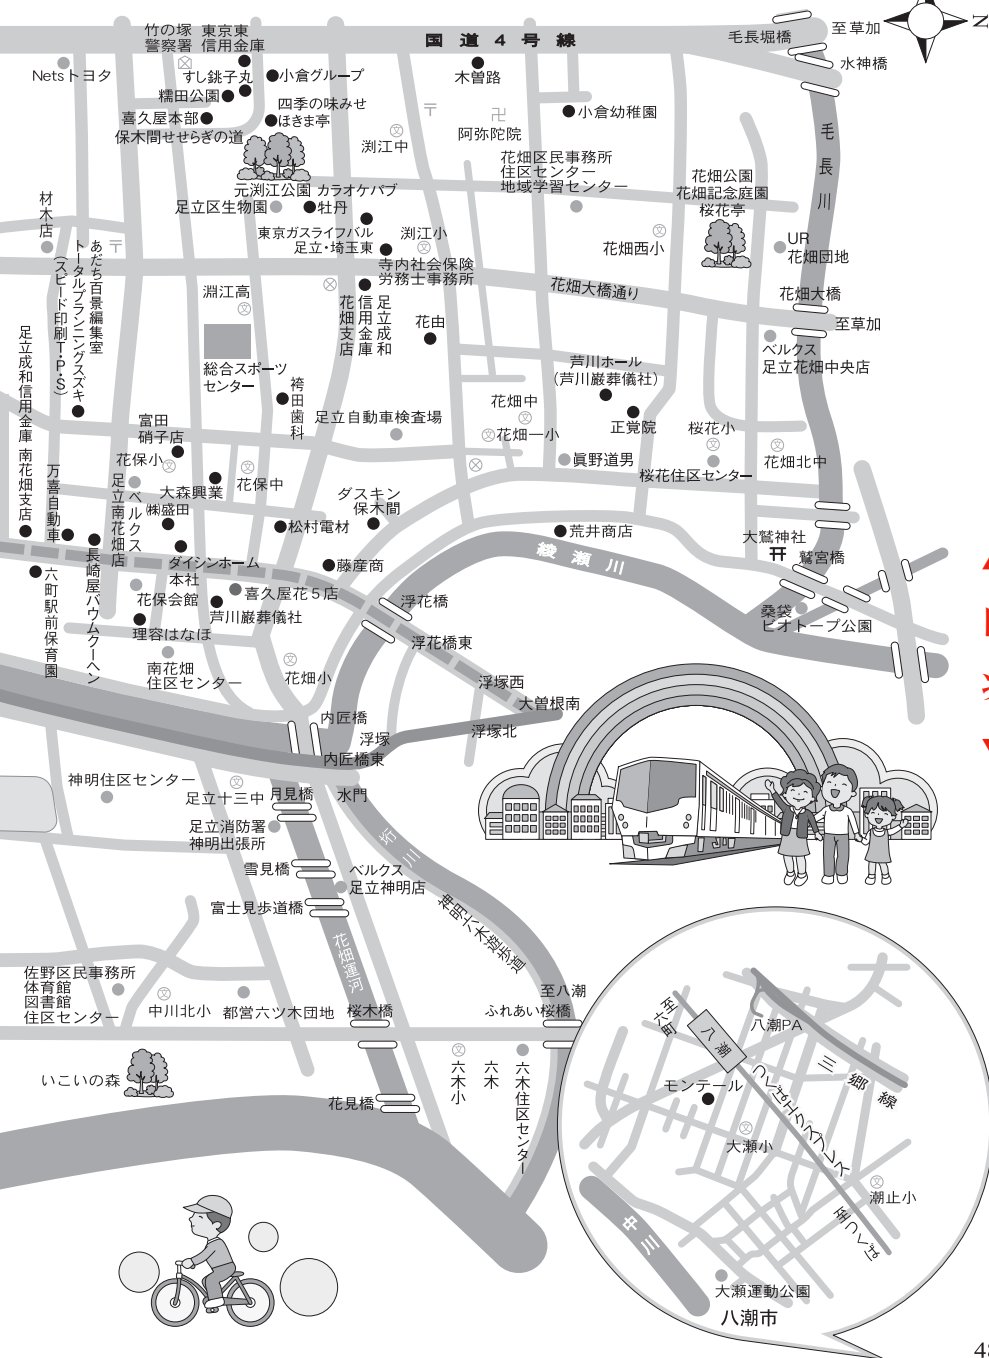 竹の塚
警察署
東京東
信用金庫
国道4号線
毛長堀橋
至草加
水神橋
Netsトヨタ
すし銚子丸
小倉グループ
木曽路
糯田公園
四季の味みせ
ほきま亭
小倉幼稚園
喜久屋本部
保木間せせらぎの道
渕江中
〒
卍
阿弥陀院
毛長川
花畑区民事務所
住区センター
地域学習センター
花畑公園
花畑記念庭園
桜花亭
元渕江公園
カラオケパブ
牡丹
足立区生物園
材木店
東京ガスライフバル
足立・埼玉東
渕江小
花畑西小
UR
花畑団地
〒
あだち百景編集室
トータルプランニングスズキ
(スピード印刷T・P・S)
寺内社会保険
労務士事務所
花畑大橋通り
花畑大橋
至草加
淵江高
足立成和
信用金庫
花畑支店
花由
ベルクス
足立花畑中央店
足立成和信用金庫 南花畑支店
総合スポーツ
センター
袴田歯科
芦川ホール
(芦川巌葬儀社)
花畑中
足立自動車検査場
正覚院
桜花小
富田
硝子店
花畑一小
花保小
花保中
眞野道男
桜花住区センター
花畑北中
万喜自動車
ベルクス
足立南花畑店
大森興業
㈱盛田
ダスキン
保木間
松村電材
荒井商店
綾瀬川
大鷲神社
鷲宮橋
長崎屋バウムクーヘン
ダイシンホーム
本社
藤産商
六町駅前保育園
花保会館
喜久屋花5店
芦川巌葬儀社
浮花橋
桑袋
ビオトープ公園
理容はなほ
浮花橋東
南花畑
住区センター
花畑小
浮塚西
大曽根南
内匠橋
浮塚
浮塚北
内匠橋東
神明住区センター
足立十三中
月見橋
水門
足立消防署
神明出張所
垳川
雪見橋
ベルクス
足立神明店
富士見歩道橋
神明六木遊歩道
花畑運河
佐野区民事務所
体育館
図書館
住区センター
中川北小
都営六ツ木団地
桜木橋
至八潮
ふれあい桜橋
いこいの森
六木小
六木
六木住区センター
花見橋
至六町
八潮
八潮PA
三郷線
モンテール
つくばエクスプレス
大瀬小
潮止小
至つくば
中川
大瀬運動公園
八潮市